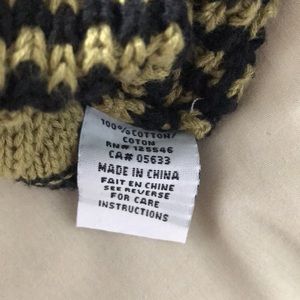 100% COTTON/
COTON
RN# 125546
CA# 05633
MADE IN CHINA
FAIT EN CHINE
SEE REVERSE
FOR CARE
INSTRUCTIONS